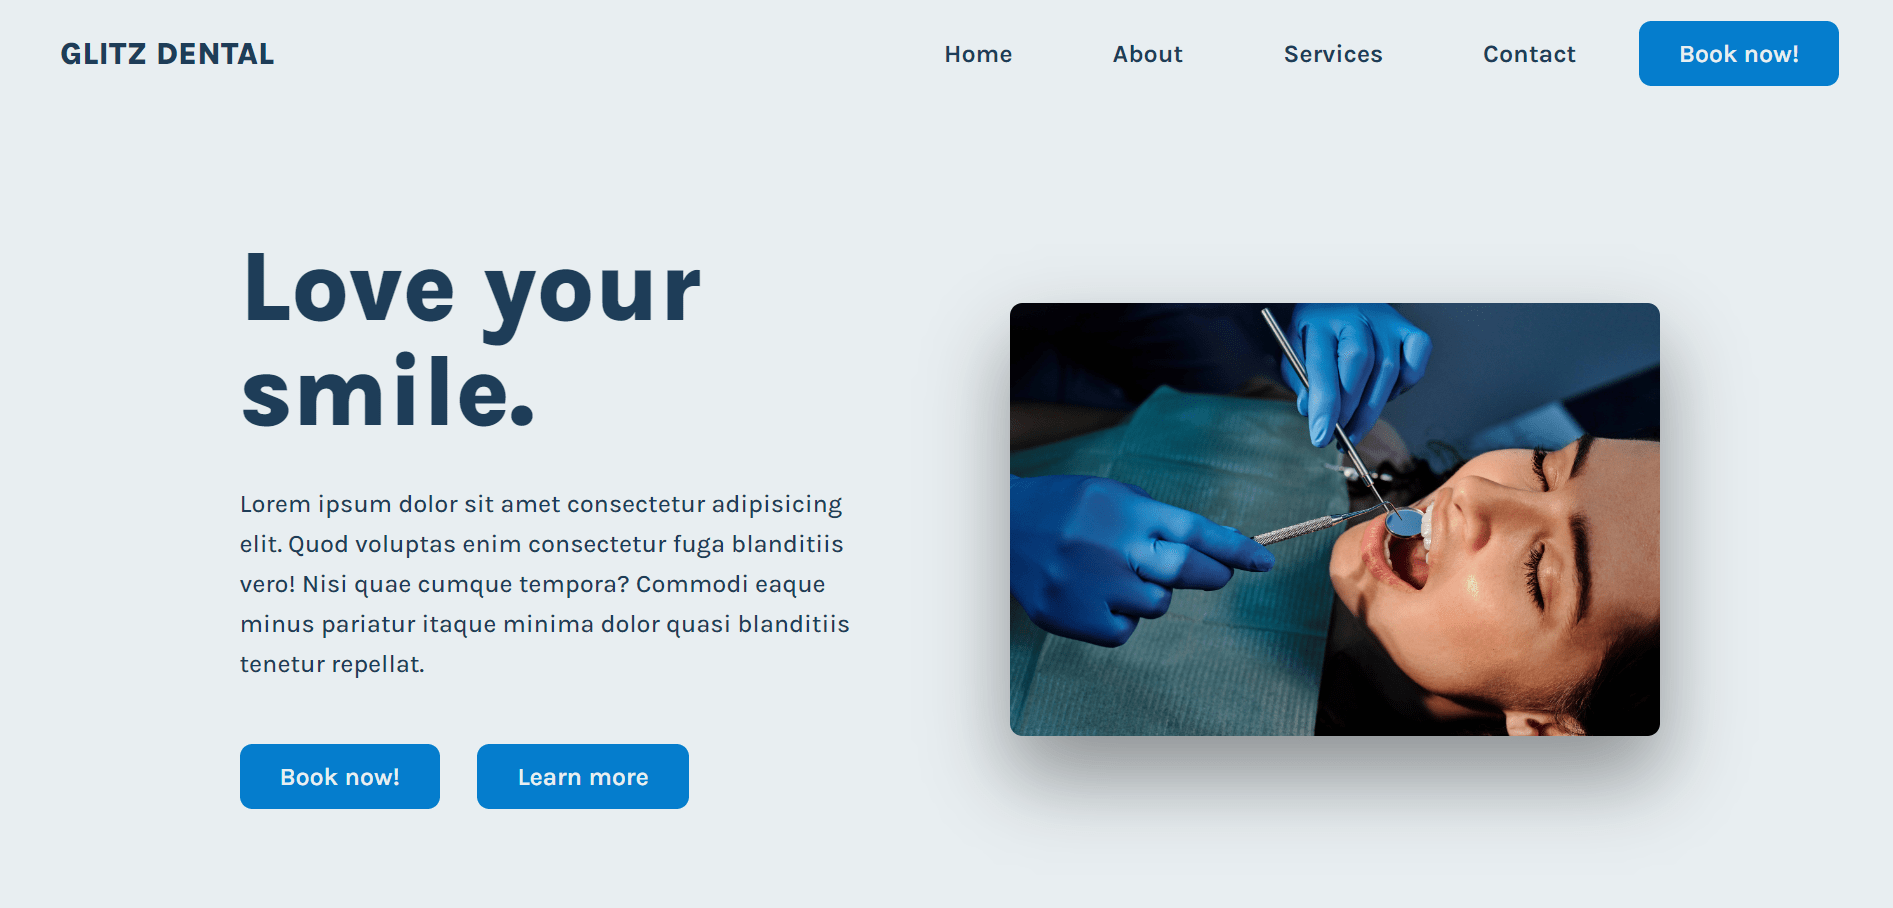 GLITZ DENTAL
Home
About
Services
Contact
Book now!
Love your
smile.
Lorem ipsum dolor sit amet consectetur adipisicing
elit. Quod voluptas enim consectetur fuga blanditiis
vero! Nisi quae cumque tempora? Commodi eaque
minus pariatur itaque minima dolor quasi blanditiis
tenetur repellat.
Book now!
Learn more